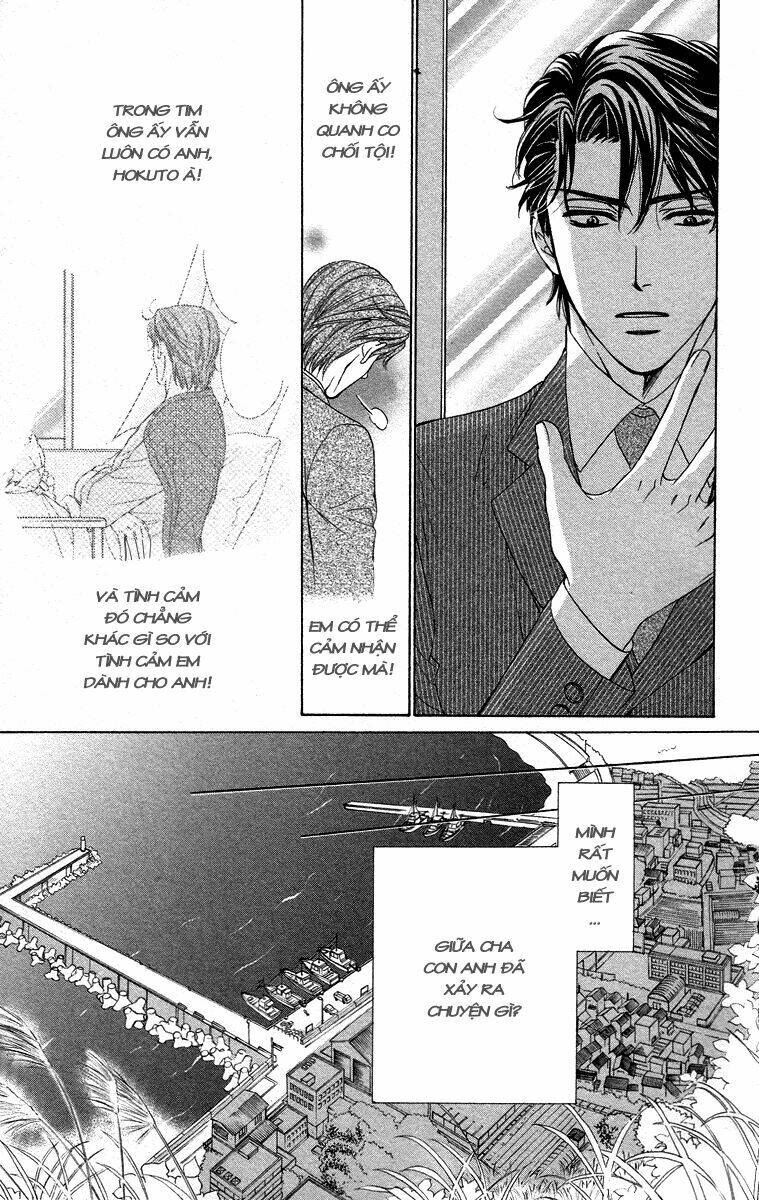 ÔNG ẤY
KHÔNG
QUANH CO
CHỐI TỘI!
EM CÓ THỂ
CẢM NHẬN
ĐƯỢC MÀ!
TRONG TIM
ÔNG ẤY VẪN
LUÔN CÓ ANH,
HOKUTO À!
VÀ TÌNH CẢM
ĐÓ CHẲNG
KHÁC GÌ SO VỚI
TÌNH CẢM EM
DÀNH CHO ANH!
MÌNH
RẤT
MUỐN
BIẾT
...
GIỮA CHA
CON ANH ĐÃ
XẢY RA
CHUYỆN GÌ?